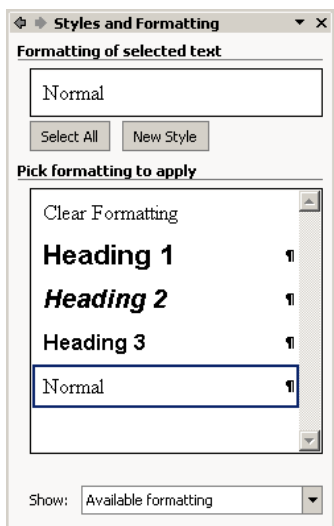 Styles and Formatting
Formatting of selected text
Normal
Select All New Style
Pick formatting to apply
Clear Formatting
Heading 1 ¶
Heading 2 ¶
Heading 3 ¶
Normal ¶
Show: Available formatting